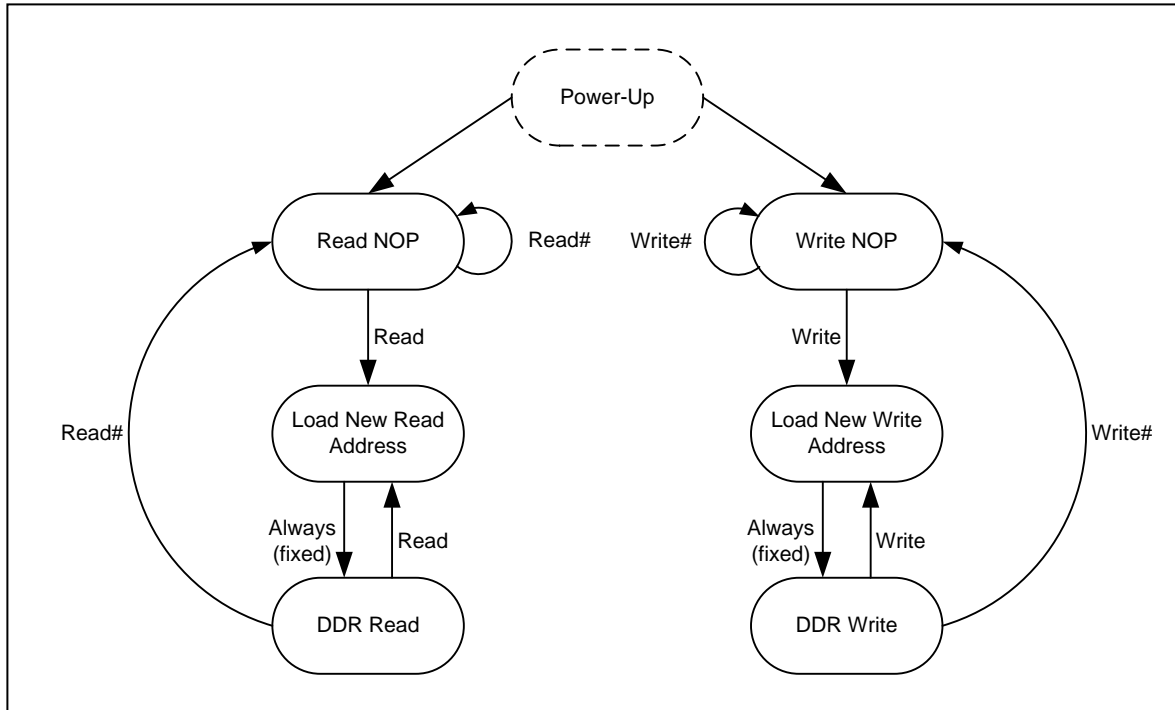 Power-Up
Read NOP
Read#
Write#
Write NOP
Read
Write
Load New Read
Address
Load New Write
Address
Read#
Write#
Always
(fixed)
Read
Always
(fixed)
Write
DDR Read
DDR Write